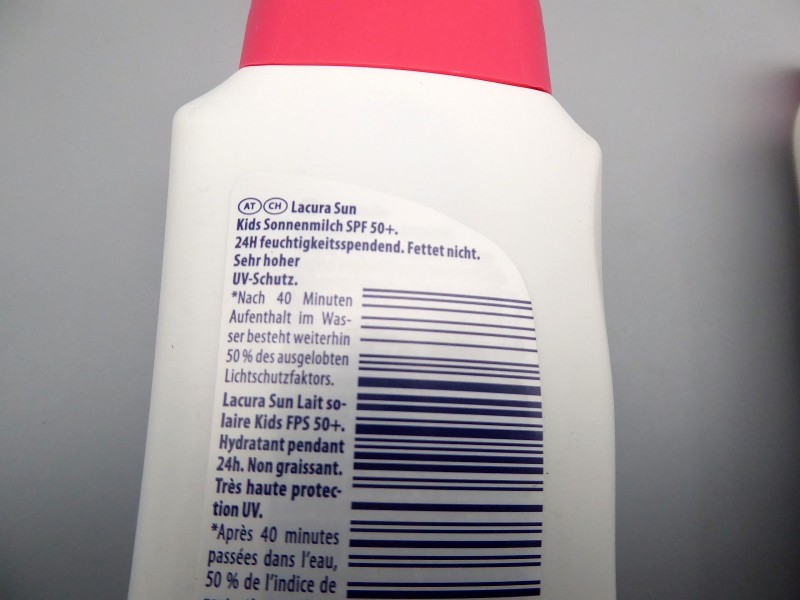 AT CH Lacura Sun
Kids Sonnenmilch SPF 50+.
24H feuchtigkeitsspendend. Fettet nicht.
Sehr hoher
UV-Schutz.
*Nach 40 Minuten
Aufenthalt im Was-
ser besteht weiterhin
50 % des ausgelobten
Lichtschutzfaktors.
Lacura Sun Lait so-
laire Kids FPS 50+.
Hydratant pendant
24h. Non graissant.
Très haute protec-
tion UV.
*Après 40 minutes
passées dans l'eau,
50 % de l'indice de